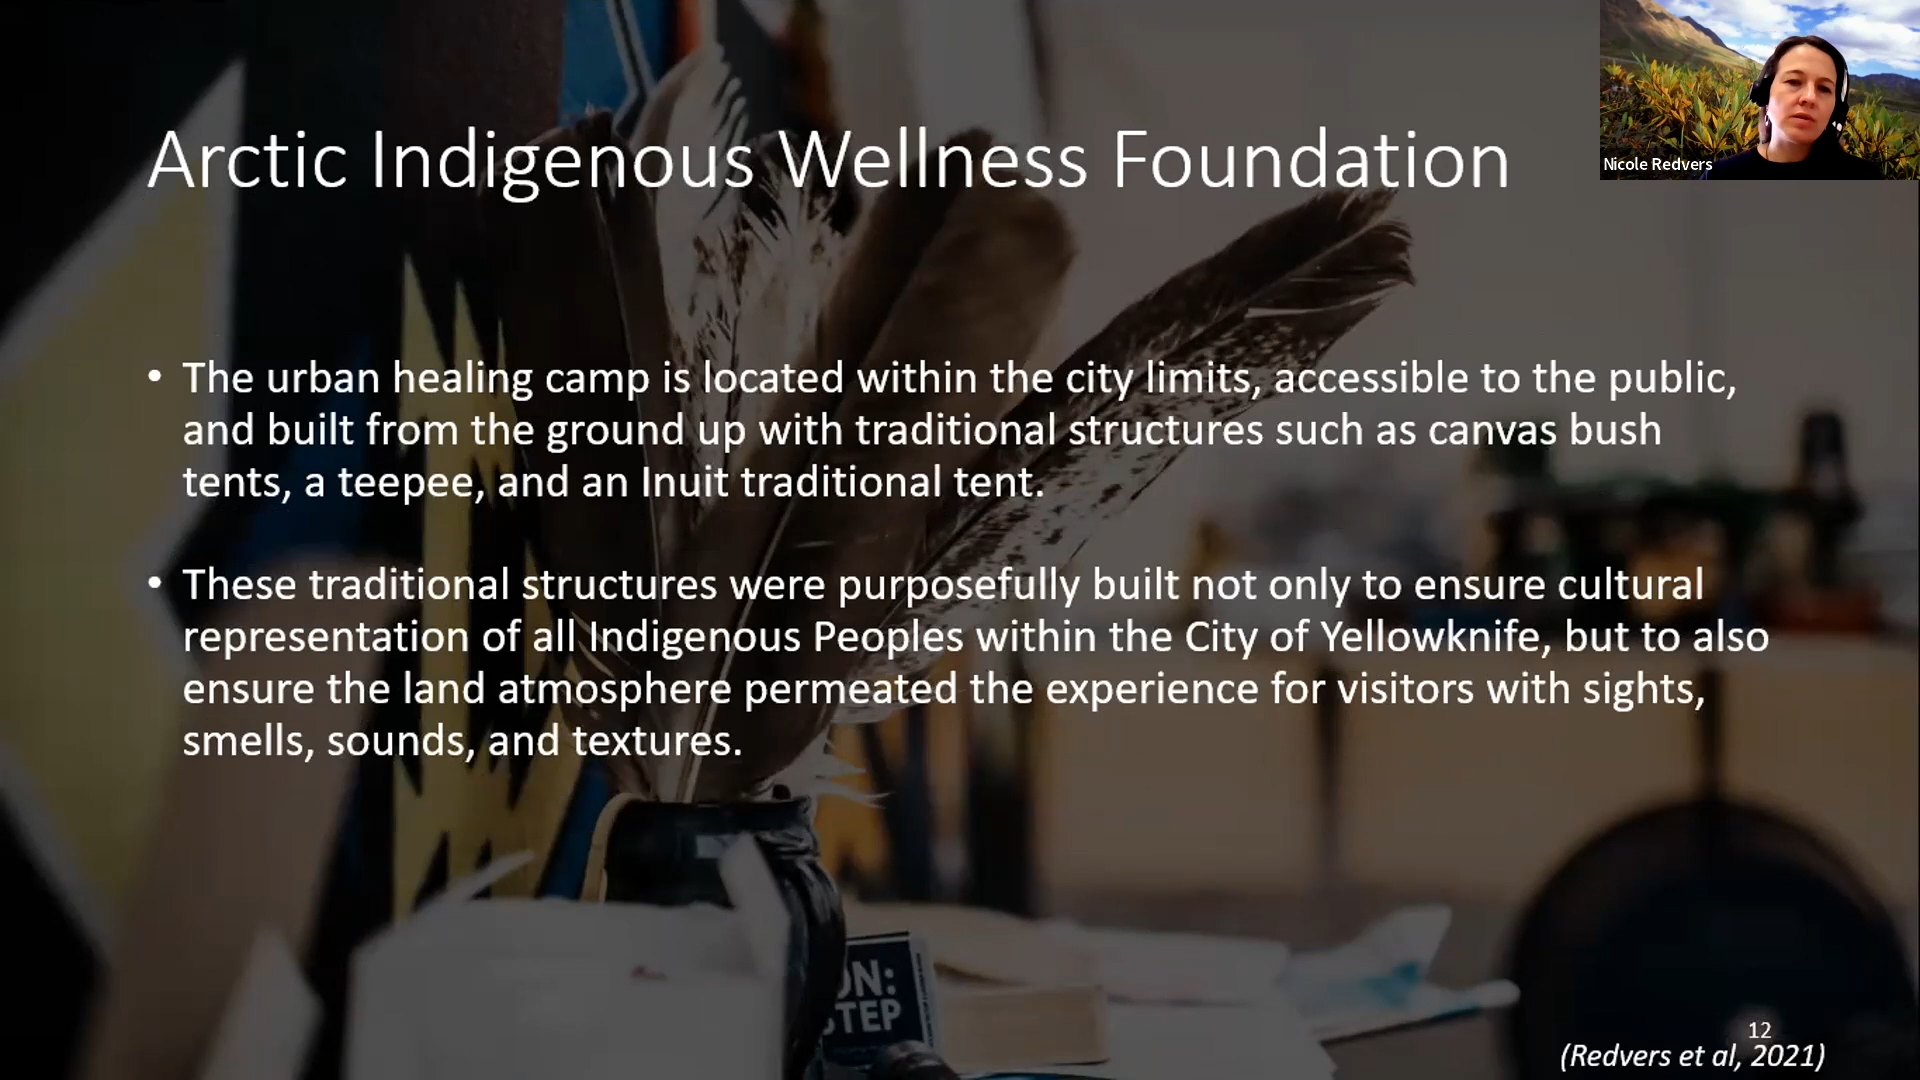 Arctic Indigenous Wellness Foundation
Nicole Redvers
• The urban healing camp is located within the city limits, accessible to the public,
and built from the ground up with traditional structures such as canvas bush
tents, a teepee, and an Inuit traditional tent.
• These traditional structures were purposefully built not only to ensure cultural
representation of all Indigenous Peoples within the City of Yellowknife, but to also
ensure the land atmosphere permeated the experience for visitors with sights,
smells, sounds, and textures.
ON:
STEP
12
(Redvers et al, 2021)